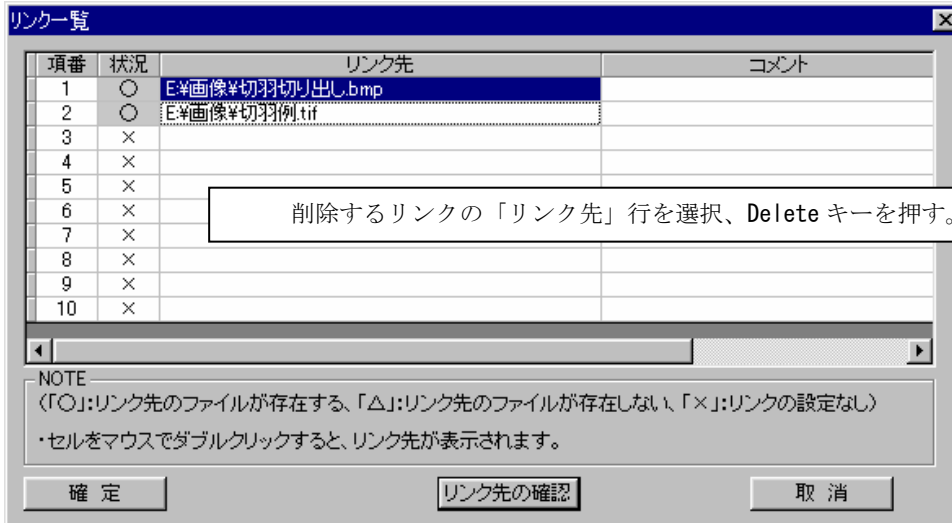 リンク一覧
項番 状況 リンク先 コメント
1 ○ E:¥画像¥切羽切り出し.bmp
2 ○ E:¥画像¥切羽例.tif
3 ×
4 ×
5 ×
6 ×
7 ×
8 ×
9 ×
10 ×
削除するリンクの「リンク先」行を選択、Delete キーを押す。
NOTE
(「○」:リンク先のファイルが存在する、「△」:リンク先のファイルが存在しない、「×」:リンクの設定なし)
・セルをマウスでダブルクリックすると、リンク先が表示されます。
確 定 リンク先の確認 取 消